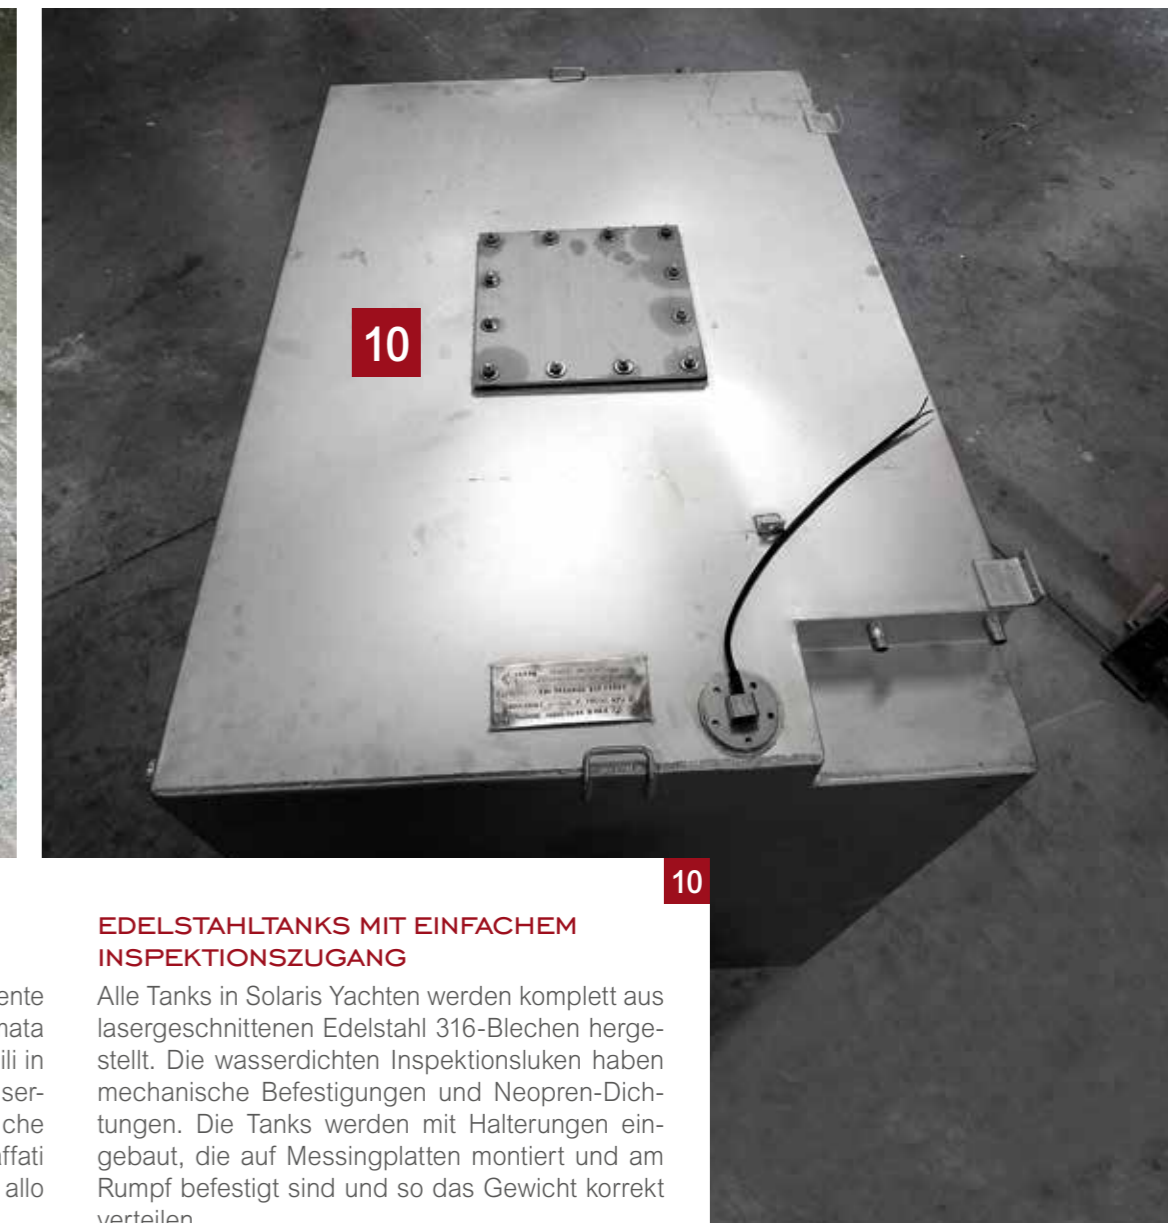 10
10
EDELSTAHLTANKS MIT EINFACHEM
INSPEKTIONSZUGANG
Alle Tanks in Solaris Yachten werden komplett aus
lasergeschnittenen Edelstahl 316-Blechen herge-
stellt. Die wasserdichten Inspektionsluken haben
mechanische Befestigungen und Neopren-Dich-
tungen. Die Tanks werden mit Halterungen ein-
gebaut, die auf Messingplatten montiert und am
Rumpf befestigt sind und so das Gewicht korrekt
verteilen
ente
nata
ili in
ser-
che
ffati
allo